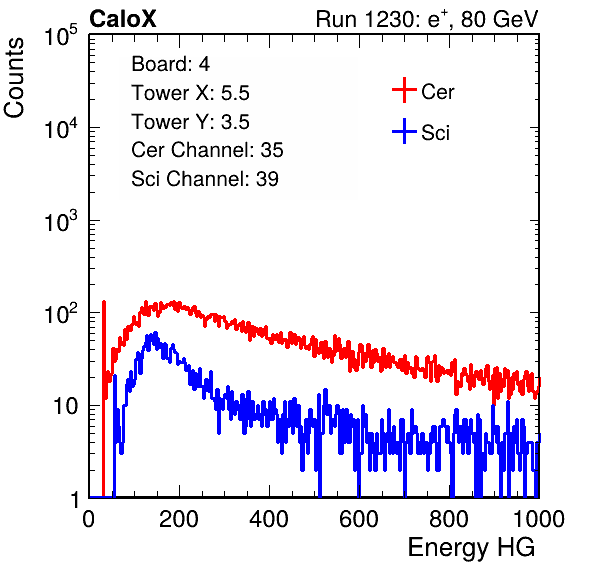 CaloX Run 1230: e⁺, 80 GeV
Board: 4
Tower X: 5.5
Tower Y: 3.5
Cer Channel: 35
Sci Channel: 39
Cer
Sci
Counts
10⁵
10⁴
10³
10²
10
1
0 200 400 600 800 1000
Energy HG